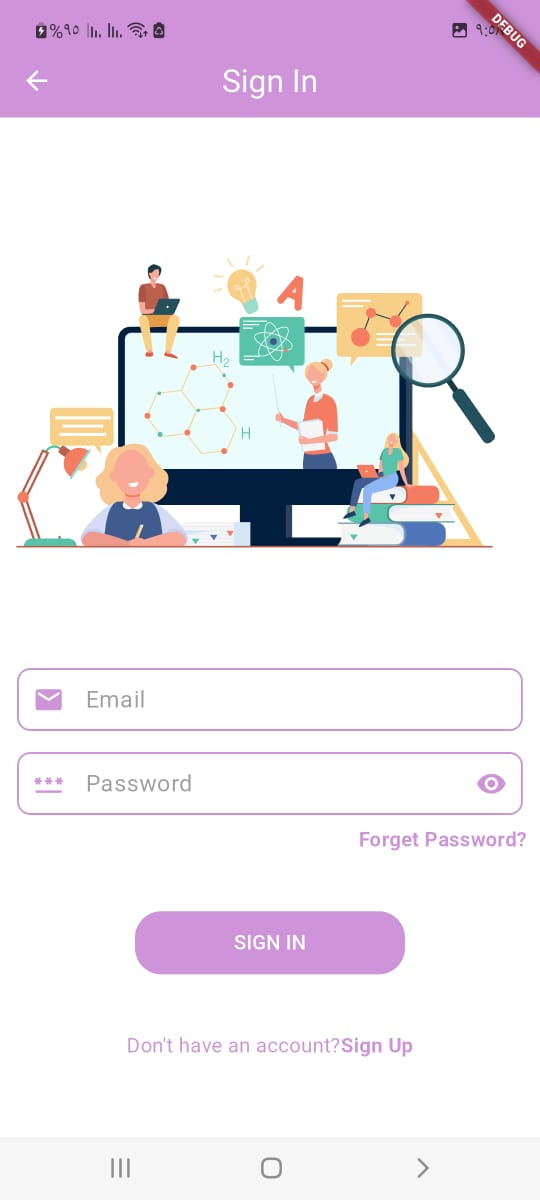 %٩٥
DEBUG
Sign In
A
H2
H
Email
***
Password
Forget Password?
SIGN IN
Don't have an account?Sign Up